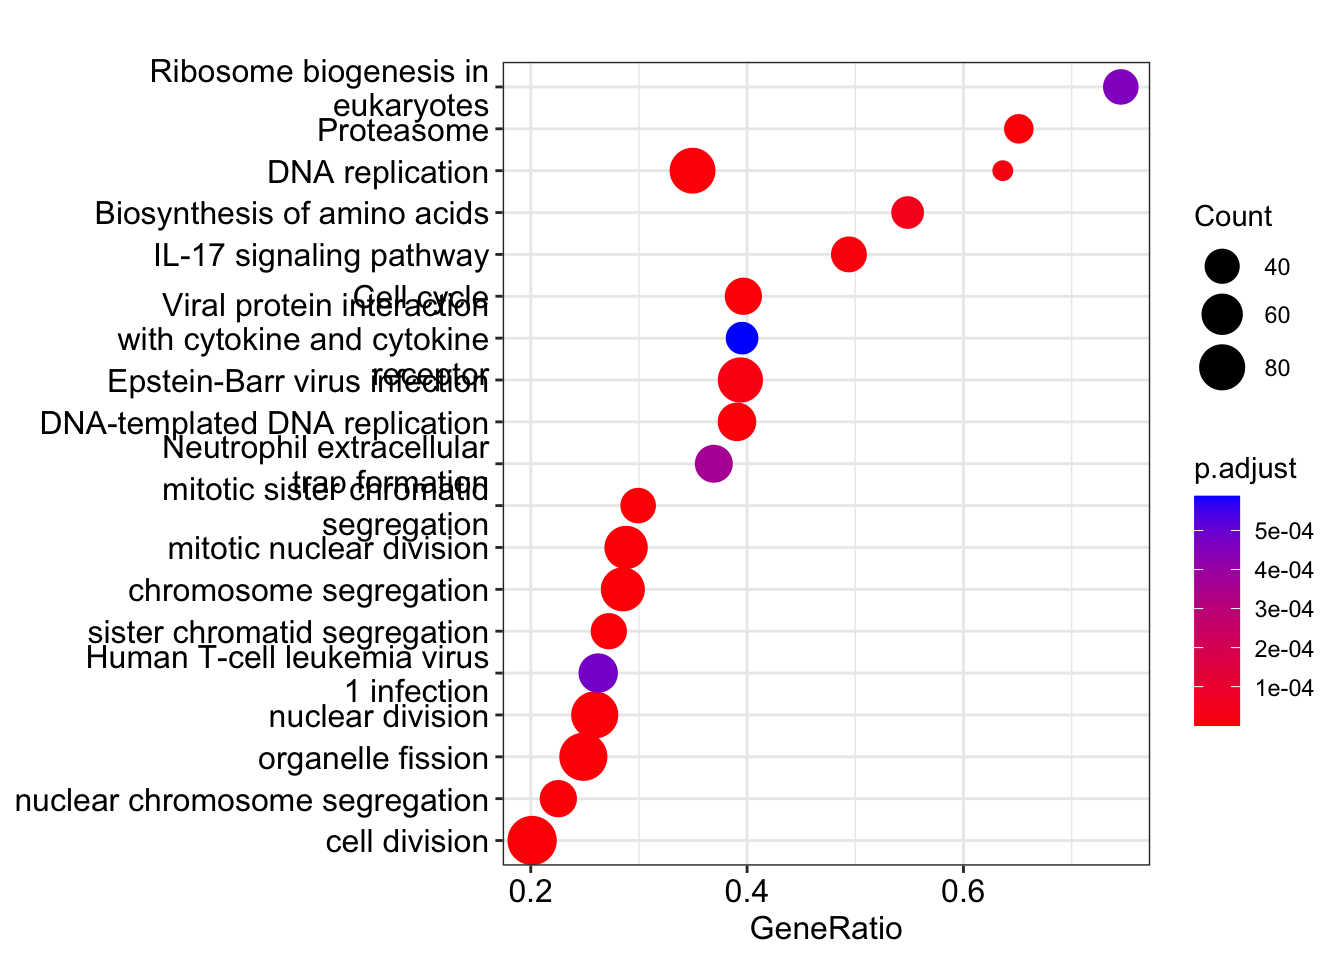 Ribosome biogenesis in
eukaryotes
Proteasome
DNA replication
Biosynthesis of amino acids
IL-17 signaling pathway
Cell cycle
Viral protein interaction
with cytokine and cytokine
receptor
Epstein-Barr virus infection
DNA-templated DNA replication
Neutrophil extracellular
trap formation
mitotic sister chromatid
segregation
mitotic nuclear division
chromosome segregation
sister chromatid segregation
Human T-cell leukemia virus
1 infection
nuclear division
organelle fission
nuclear chromosome segregation
cell division
0.2 0.4 0.6
GeneRatio
Count
40
60
80
p.adjust
5e-04
4e-04
3e-04
2e-04
1e-04